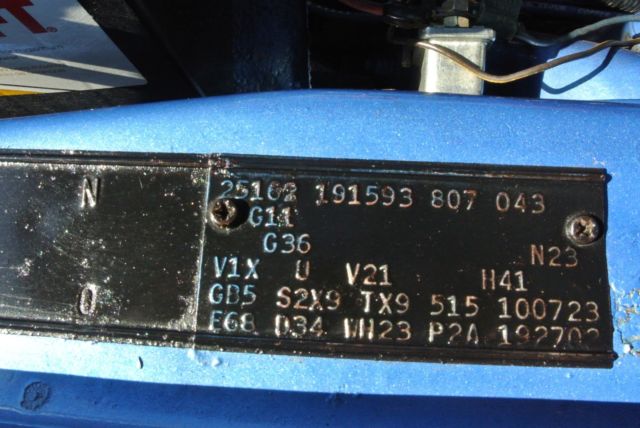 N
O
25162 191593 807 043
G11
G36
N23
V1X U V21 H41
GB5 S2X9 TX9 515 100723
E68 D34 WH23 P2A 192702